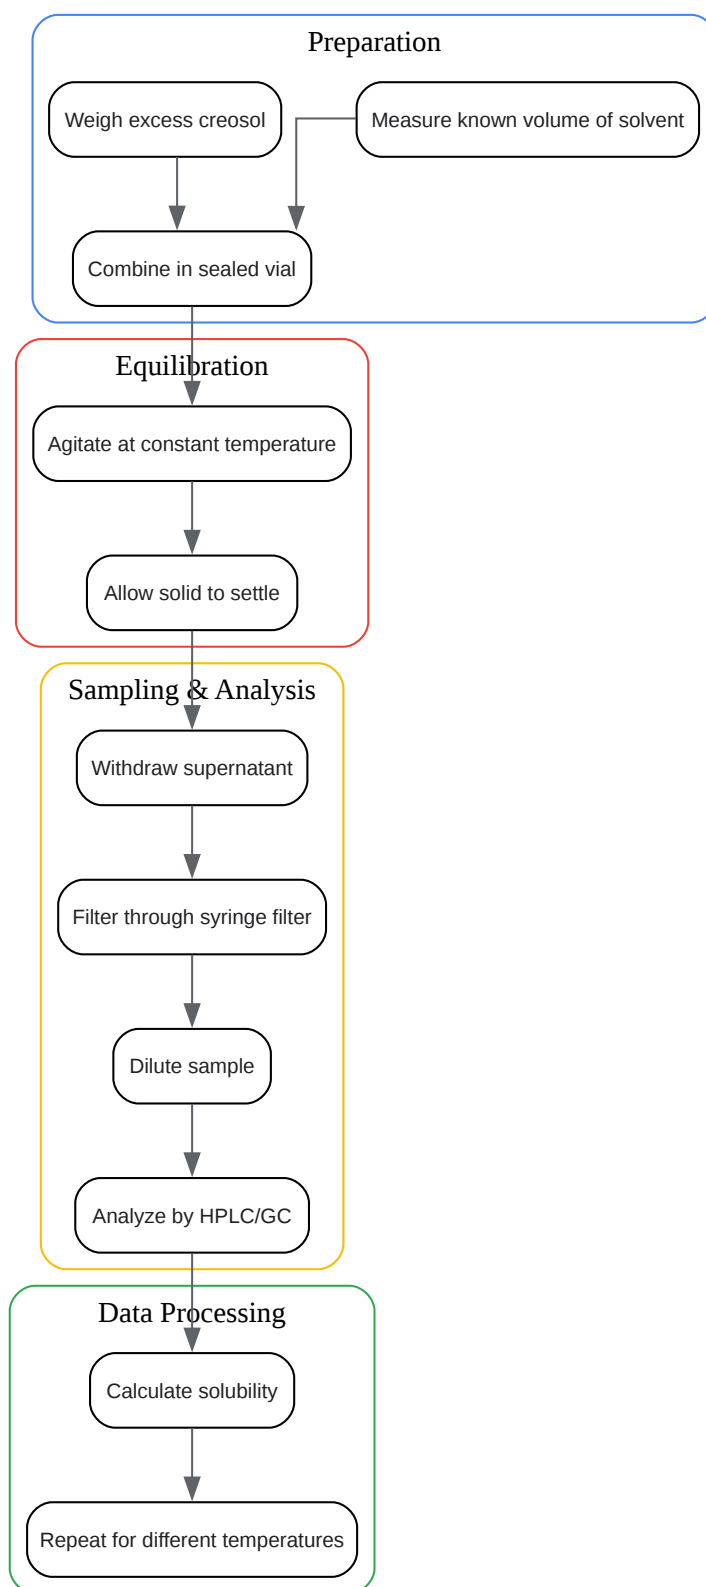 Preparation
Weigh excess creosol
Measure known volume of solvent
Combine in sealed vial
Equilibration
Agitate at constant temperature
Allow solid to settle
Sampling & Analysis
Withdraw supernatant
Filter through syringe filter
Dilute sample
Analyze by HPLC/GC
Data Processing
Calculate solubility
Repeat for different temperatures